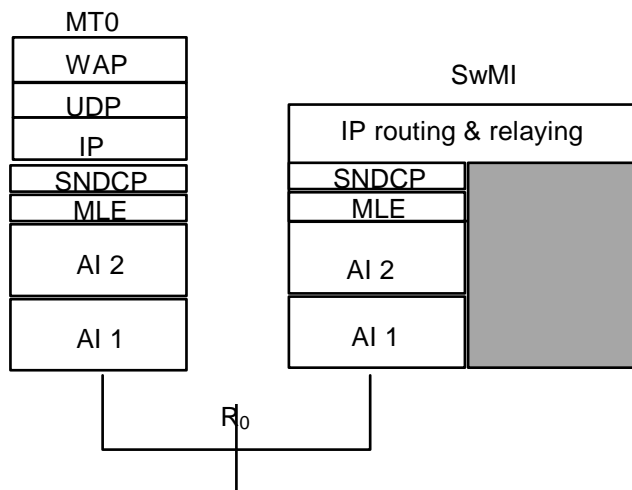 MT0
WAP
UDP
IP
SNDCP
MLE
AI 2
AI 1
SwMI
IP routing & relaying
SNDCP
MLE
AI 2
AI 1
R₀